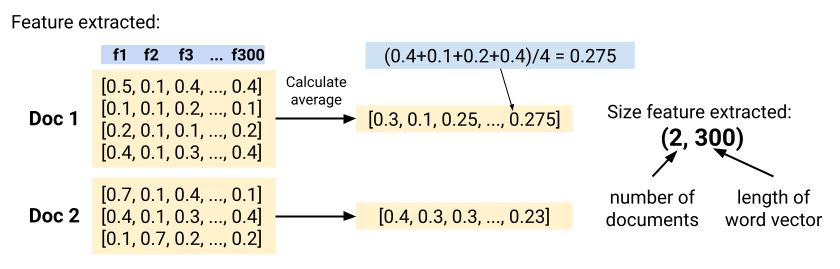 Feature extracted:
f1 f2 f3 ... f300
(0.4+0.1+0.2+0.4)/4 = 0.275
Doc 1
[0.5, 0.1, 0.4, ..., 0.4]
[0.1, 0.1, 0.2, ..., 0.1]
[0.2, 0.1, 0.1, ..., 0.2]
[0.4, 0.1, 0.3, ..., 0.4]
Calculate
average
[0.3, 0.1, 0.25, ..., 0.275]
Size feature extracted:
(2, 300)
number of
documents
length of
word vector
Doc 2
[0.7, 0.1, 0.4, ..., 0.1]
[0.4, 0.1, 0.3, ..., 0.4]
[0.1, 0.7, 0.2, ..., 0.2]
[0.4, 0.3, 0.3, ..., 0.23]